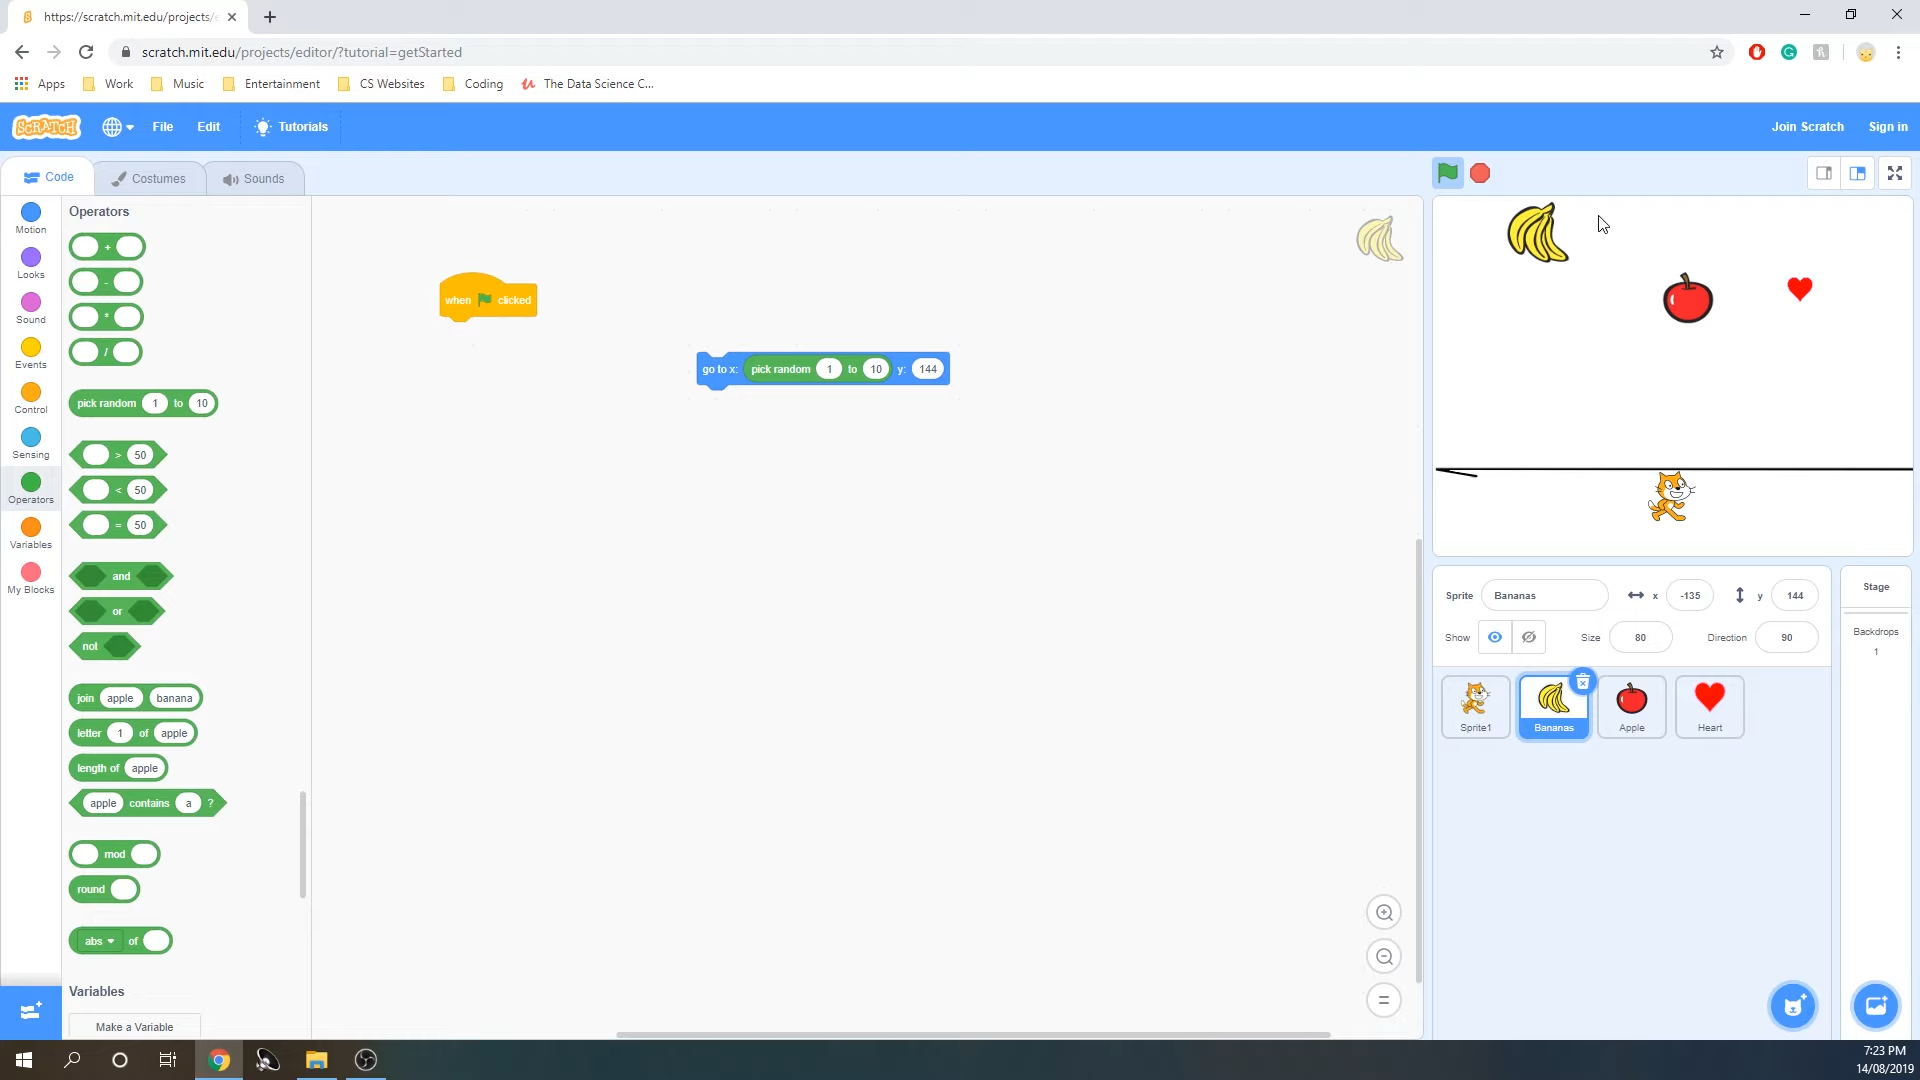 https://scratch.mit.edu/projects/e
scratch.mit.edu/projects/editor/?tutorial=getStarted
Apps Work Music Entertainment CS Websites Coding The Data Science C...
SCRATCH File Edit Tutorials Join Scratch Sign in
Code Costumes Sounds
Motion
Looks
Sound
Events
Control
Sensing
Operators
Variables
My Blocks
Operators
+
-
*
/
pick random 1 to 10
> 50
< 50
= 50
and
or
not
join apple banana
letter 1 of apple
length of apple
apple contains a ?
mod
round
abs of
Variables
Make a Variable
when clicked
go to x: pick random 1 to 10 y: 144
Sprite Bananas x -135 y 144
Show Size 80 Direction 90
Sprite1 Bananas Apple Heart
Stage
Backdrops
1
7:23 PM
14/08/2019